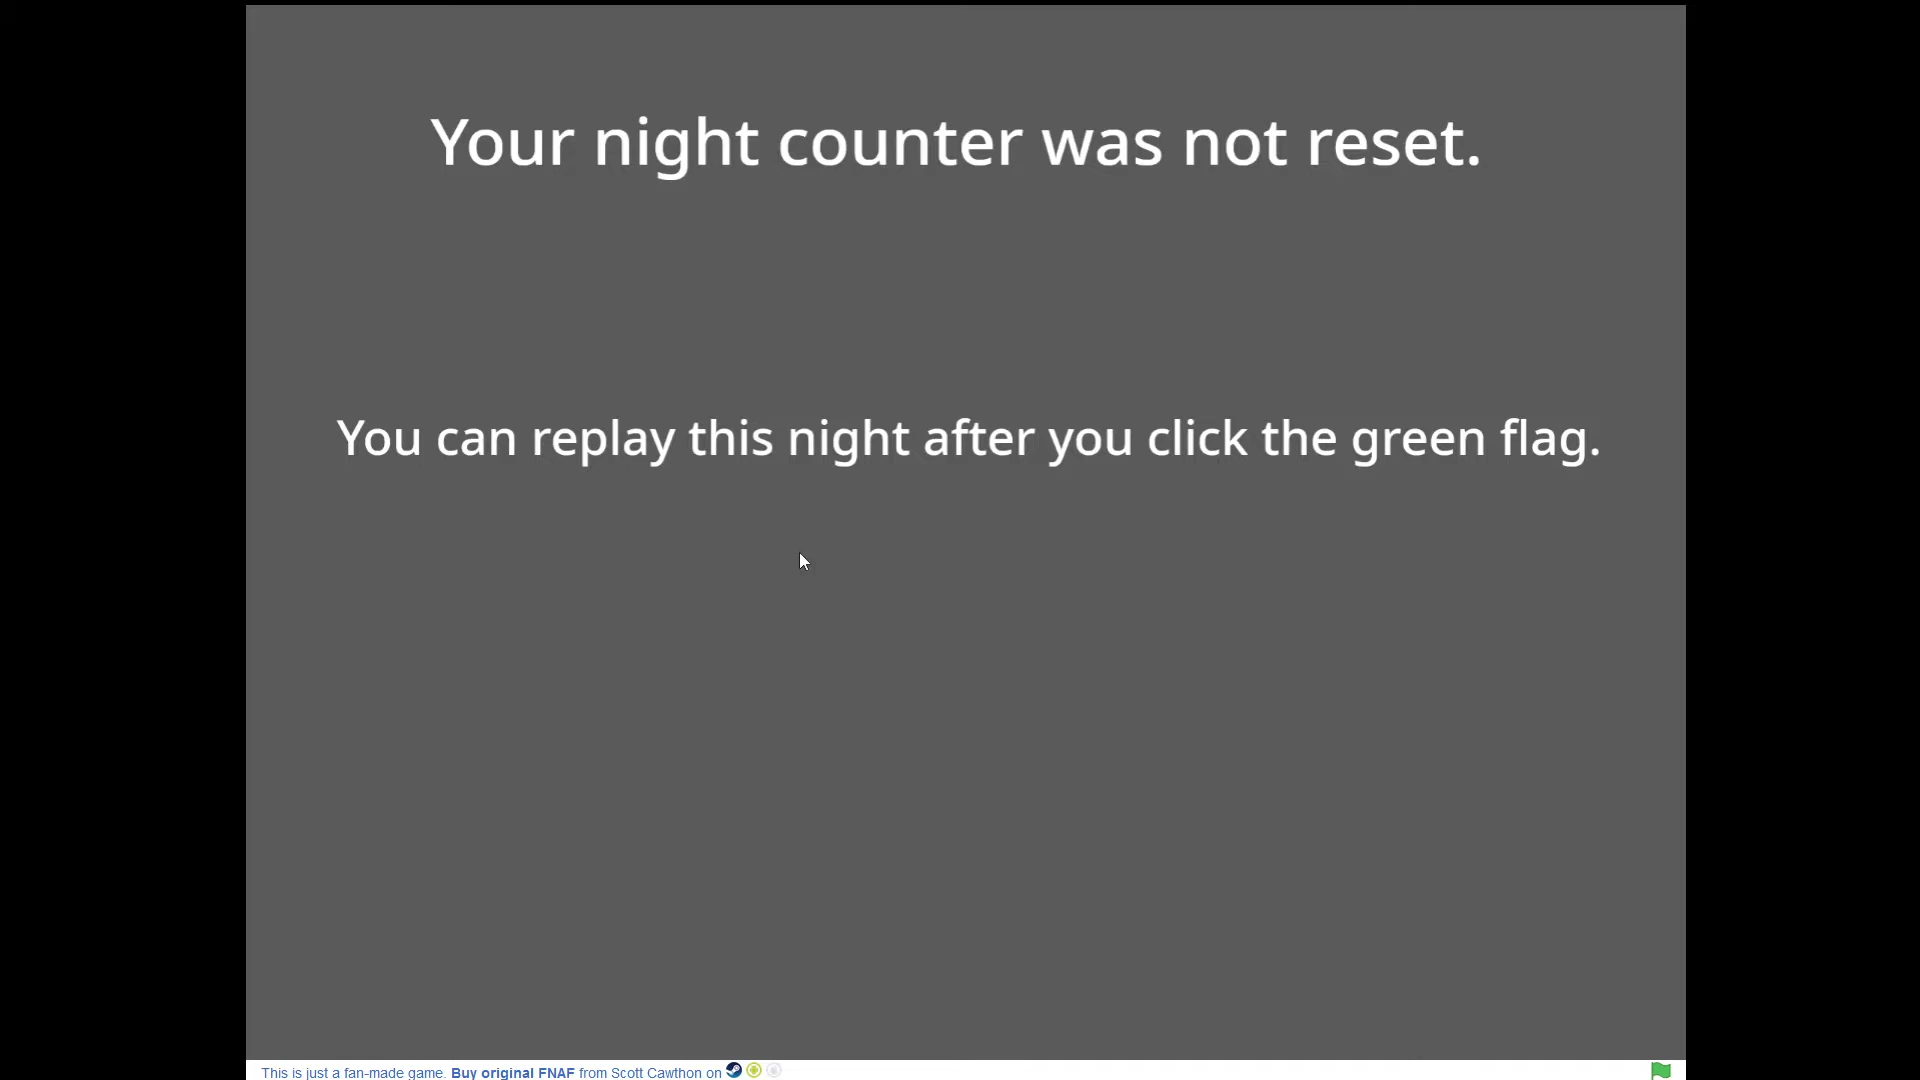 Your night counter was not reset.
You can replay this night after you click the green flag.
This is just a fan-made game. Buy original FNAF from Scott Cawthon on